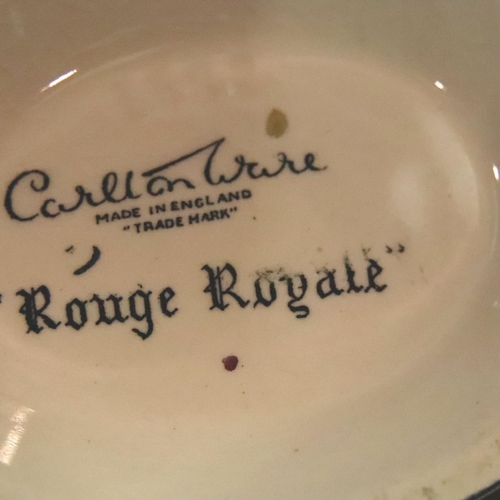 Carlton Ware
MADE IN ENGLAND
"TRADE MARK"
"Rouge Royale"